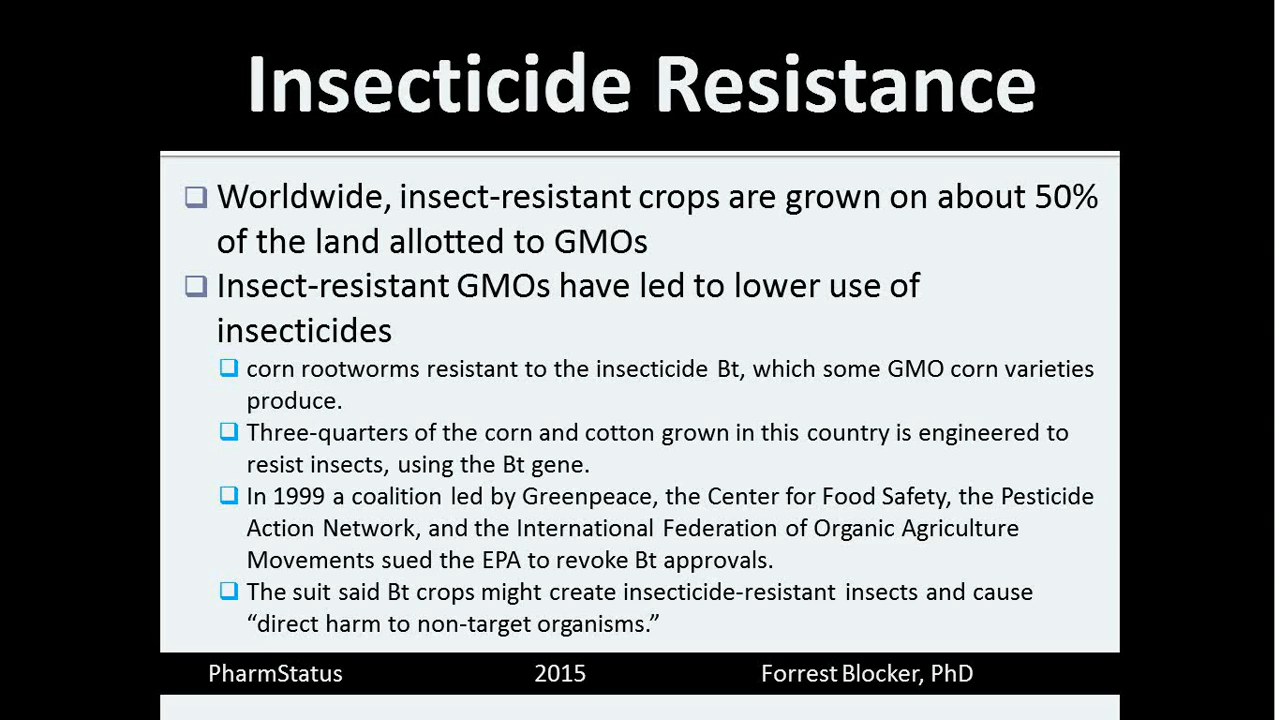 Insecticide Resistance
Worldwide, insect-resistant crops are grown on about 50%
of the land allotted to GMOs
Insect-resistant GMOs have led to lower use of
insecticides
corn rootworms resistant to the insecticide Bt, which some GMO corn varieties
produce.
Three-quarters of the corn and cotton grown in this country is engineered to
resist insects, using the Bt gene.
In 1999 a coalition led by Greenpeace, the Center for Food Safety, the Pesticide
Action Network, and the International Federation of Organic Agriculture
Movements sued the EPA to revoke Bt approvals.
The suit said Bt crops might create insecticide-resistant insects and cause
“direct harm to non-target organisms.”
PharmStatus 2015 Forrest Blocker, PhD